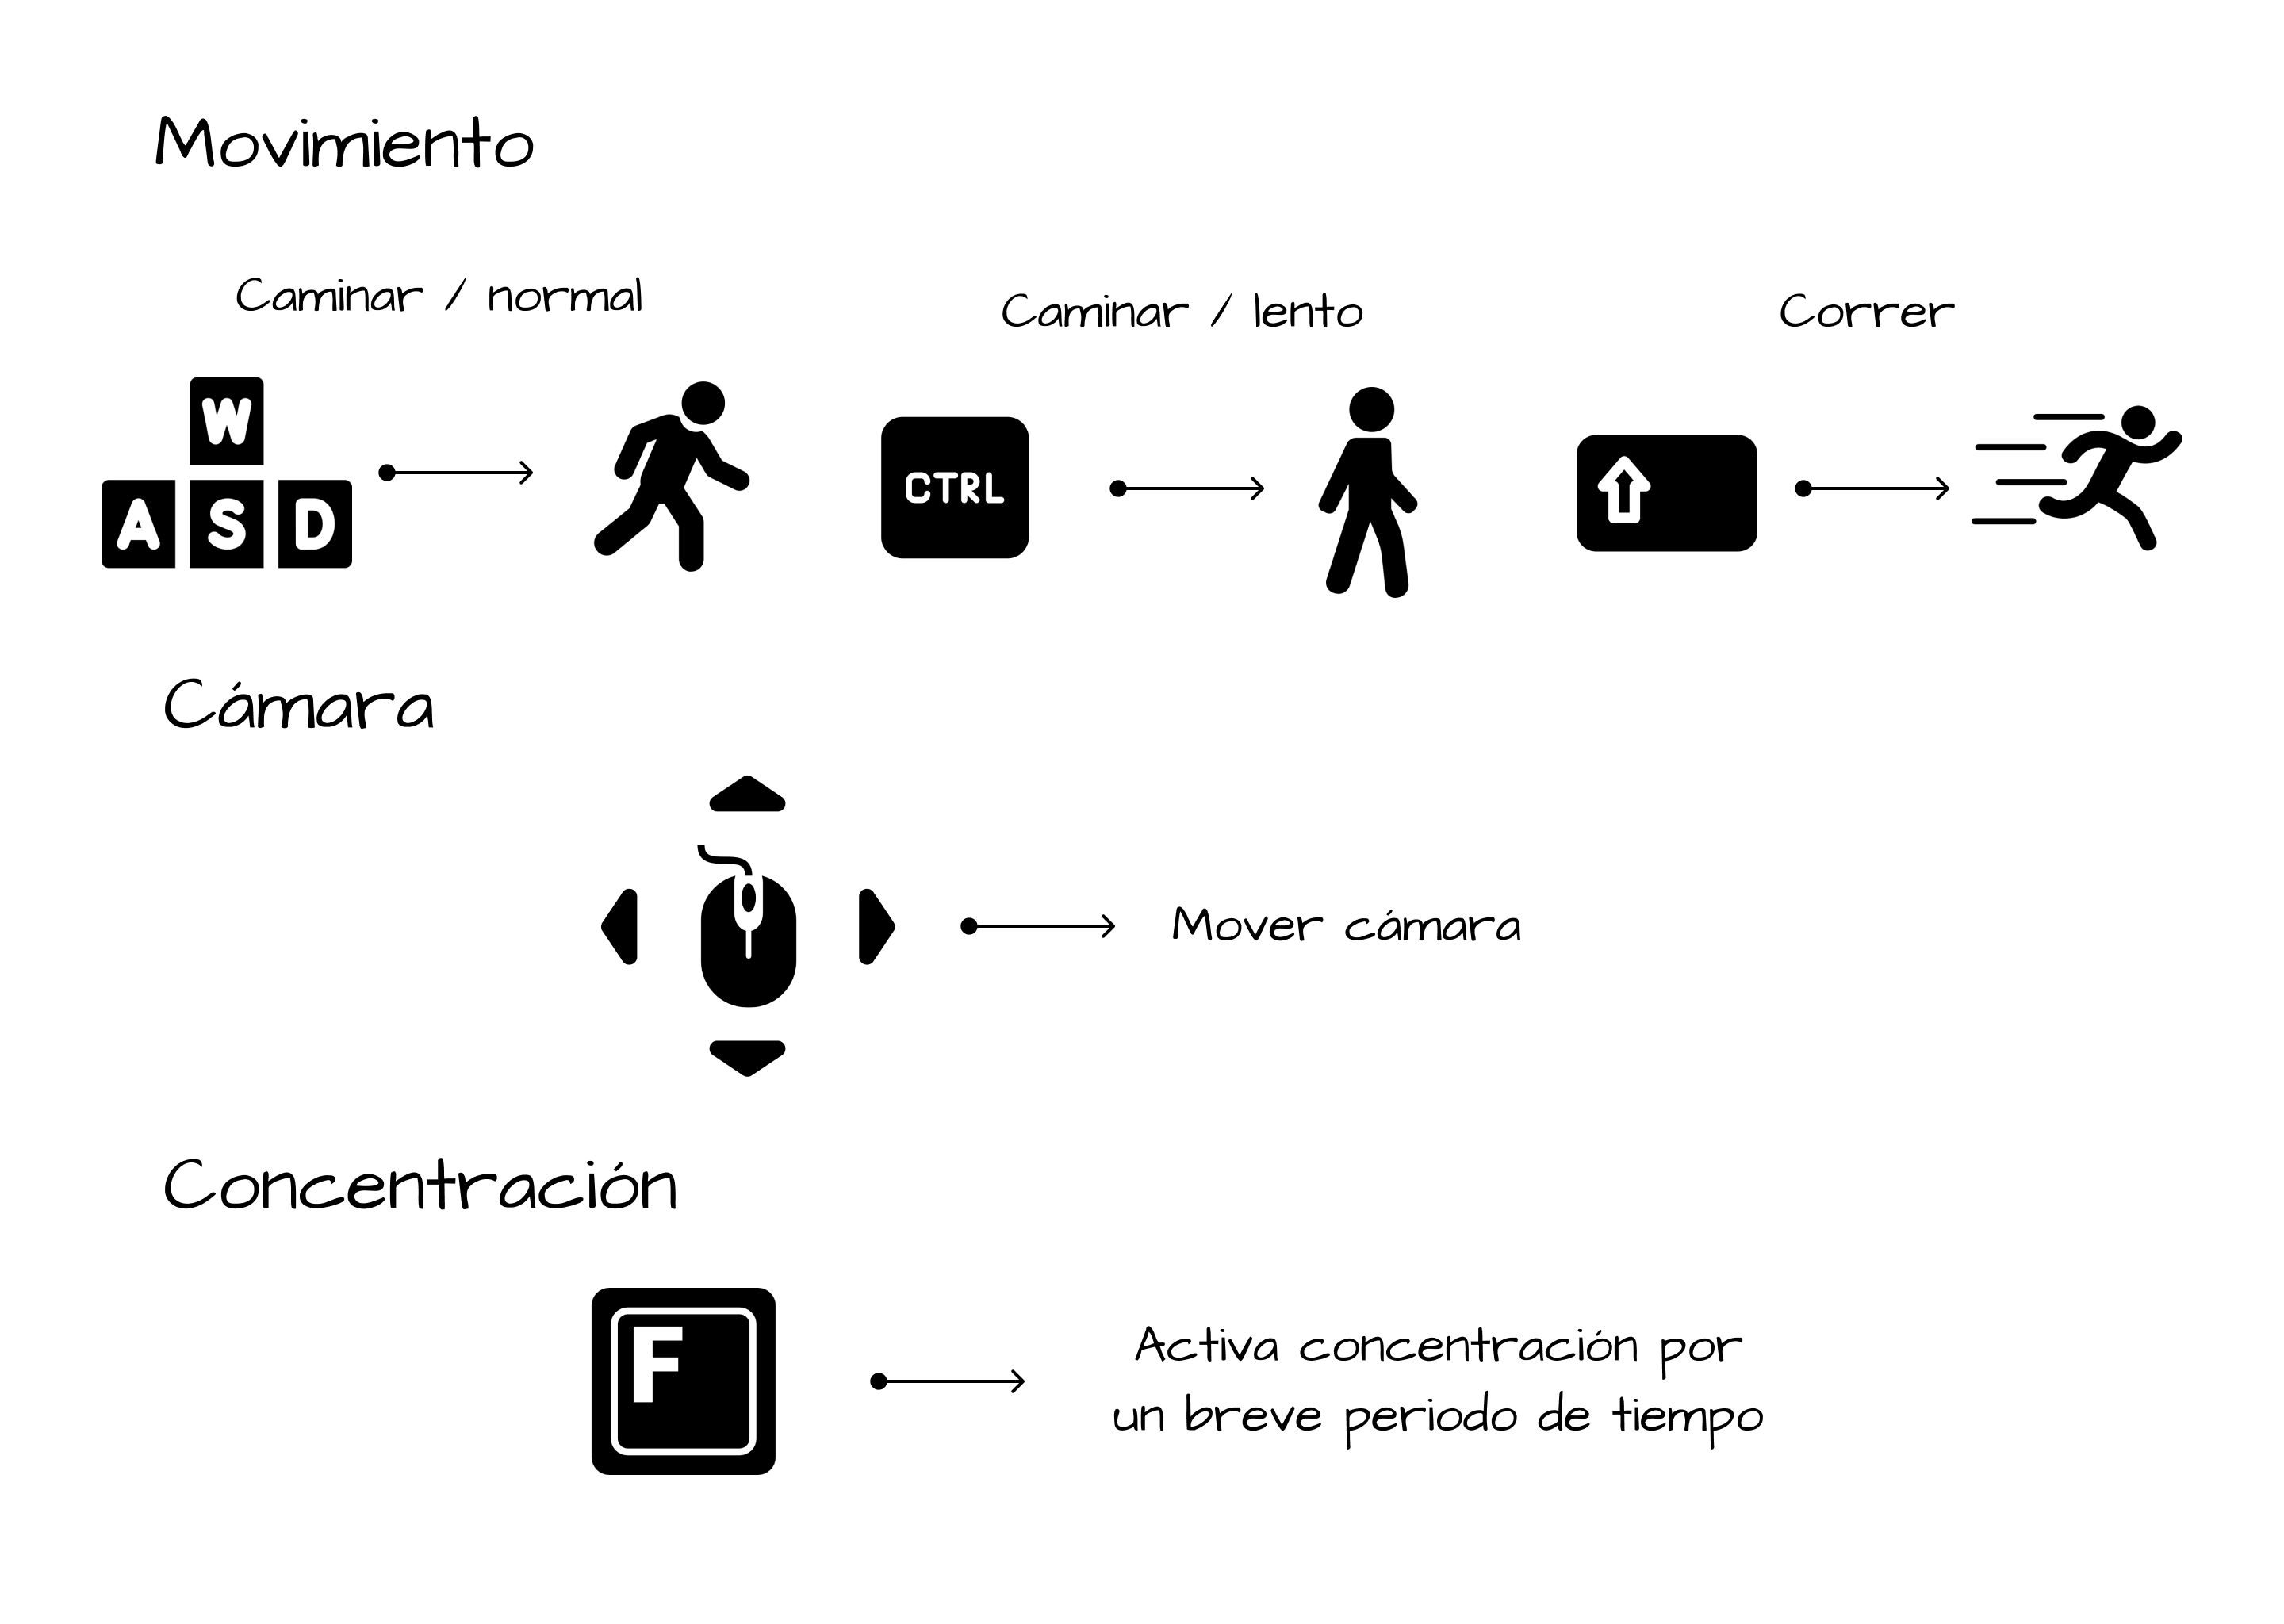 Movimiento
Caminar / normal
Caminar / lento
Correr
W
A S D
CTRL
Cámara
Mover cámara
Concentración
F
Activa concentración por
un breve periodo de tiempo